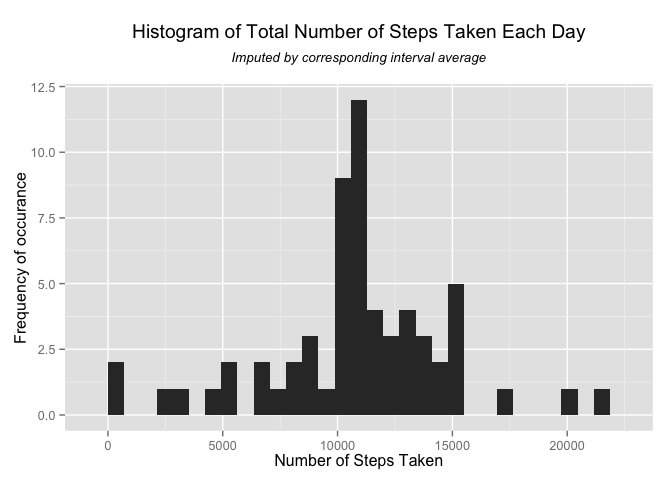 Histogram of Total Number of Steps Taken Each Day
Imputed by corresponding interval average
12.5
10.0
7.5
5.0
2.5
0.0
Frequency of occurance
0 5000 10000 15000 20000
Number of Steps Taken